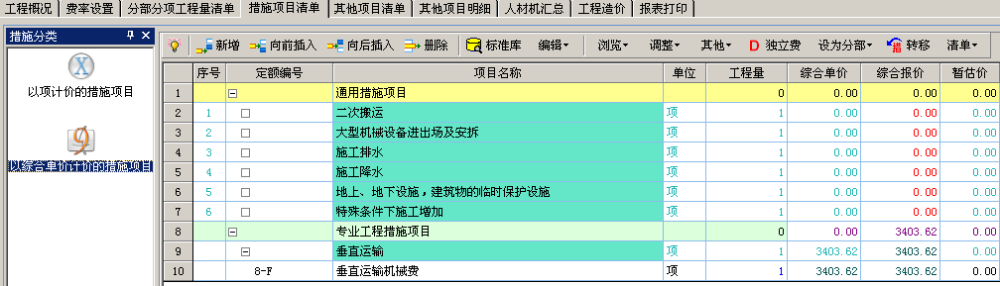 工程概况 费率设置 分部分项工程量清单 措施项目清单 其他项目清单 其他项目明细 人材机汇总 工程造价 报表打印
措施分类
以项计价的措施项目
以综合单价计价的措施项目
新增 向前插入 向后插入 删除 标准库 编辑 浏览 调整 其他 D 独立费 设为分部 转移 清单
序号 定额编号 项目名称 单位 工程量 综合单价 综合报价 暂估价
1 通用措施项目 0 0.00 0.00 0.00
2 1 二次搬运 项 1 0.00 0.00 0.00
3 2 大型机械设备进出场及安拆 项 1 0.00 0.00 0.00
4 3 施工排水 项 1 0.00 0.00 0.00
5 4 施工降水 项 1 0.00 0.00 0.00
6 5 地上、地下设施，建筑物的临时保护设施 项 1 0.00 0.00 0.00
7 6 特殊条件下施工增加 项 1 0.00 0.00 0.00
8 专业工程措施项目 0 0.00 3403.62 0.00
9 垂直运输 项 1 3403.62 3403.62 0.00
10 8-F 垂直运输机械费 项 1 3403.62 3403.62 0.00